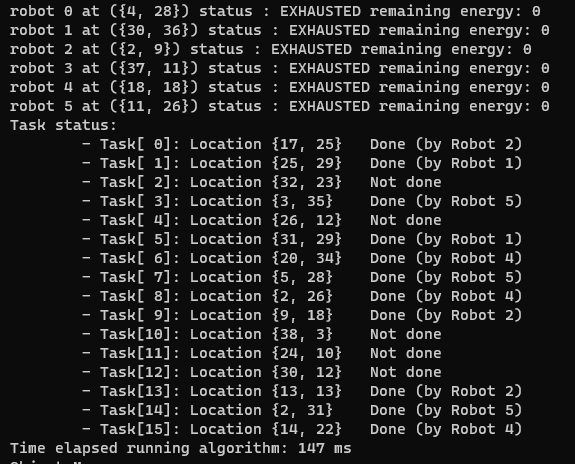 robot 0 at ({4, 28}) status : EXHAUSTED remaining energy: 0
robot 1 at ({30, 36}) status : EXHAUSTED remaining energy: 0
robot 2 at ({2, 9}) status : EXHAUSTED remaining energy: 0
robot 3 at ({37, 11}) status : EXHAUSTED remaining energy: 0
robot 4 at ({18, 18}) status : EXHAUSTED remaining energy: 0
robot 5 at ({11, 26}) status : EXHAUSTED remaining energy: 0
Task status:
- Task[ 0]: Location {17, 25} Done (by Robot 2)
- Task[ 1]: Location {25, 29} Done (by Robot 1)
- Task[ 2]: Location {32, 23} Not done
- Task[ 3]: Location {3, 35} Done (by Robot 5)
- Task[ 4]: Location {26, 12} Not done
- Task[ 5]: Location {31, 29} Done (by Robot 1)
- Task[ 6]: Location {20, 34} Done (by Robot 4)
- Task[ 7]: Location {5, 28} Done (by Robot 5)
- Task[ 8]: Location {2, 26} Done (by Robot 4)
- Task[ 9]: Location {9, 18} Done (by Robot 2)
- Task[10]: Location {38, 3} Not done
- Task[11]: Location {24, 10} Not done
- Task[12]: Location {30, 12} Not done
- Task[13]: Location {13, 13} Done (by Robot 2)
- Task[14]: Location {2, 31} Done (by Robot 5)
- Task[15]: Location {14, 22} Done (by Robot 4)
Time elapsed running algorithm: 147 ms